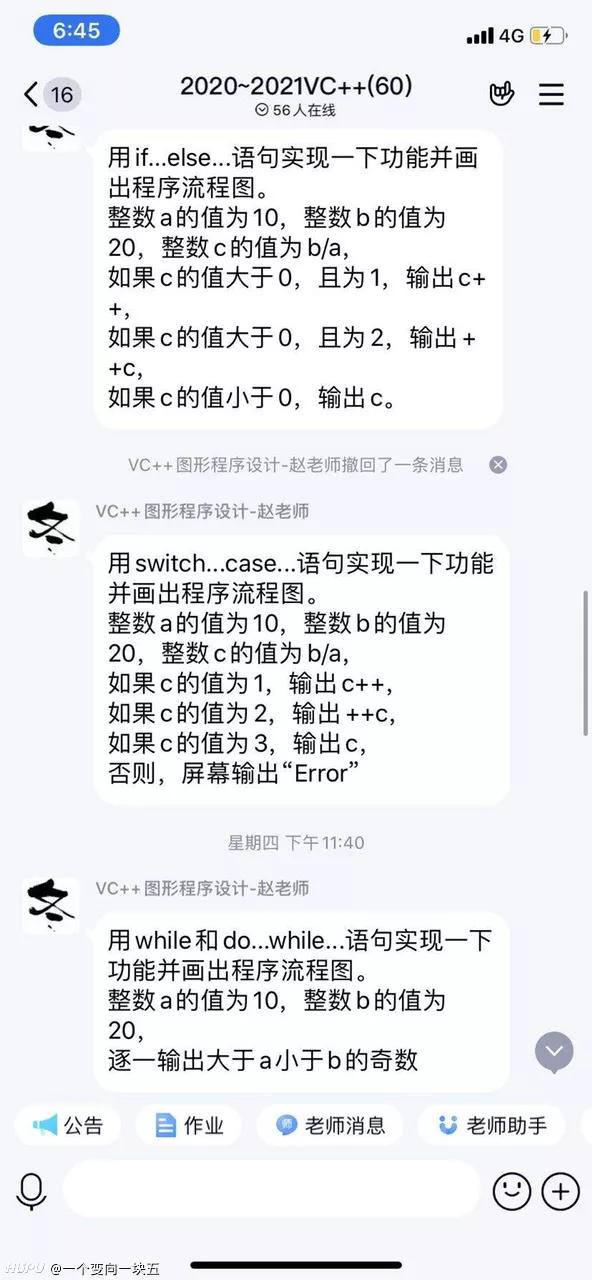 6:45
4G
16
2020~2021VC++(60)
56人在线
用if...else...语句实现一下功能并画
出程序流程图。
整数a的值为10，整数b的值为
20，整数c的值为b/a，
如果c的值大于0，且为1，输出c+
+，
如果c的值大于0，且为2，输出+
+c，
如果c的值小于0，输出c。
VC++图形程序设计-赵老师撤回了一条消息
VC++图形程序设计-赵老师
用switch...case...语句实现一下功能
并画出程序流程图。
整数a的值为10，整数b的值为
20，整数c的值为b/a，
如果c的值为1，输出c++，
如果c的值为2，输出++c，
如果c的值为3，输出c，
否则，屏幕输出“Error”
星期四 下午11:40
VC++图形程序设计-赵老师
用while和do...while...语句实现一下
功能并画出程序流程图。
整数a的值为10，整数b的值为
20，
逐一输出大于a小于b的奇数
公告
作业
师
老师消息
老师助手
HUPU @一个变向一块五